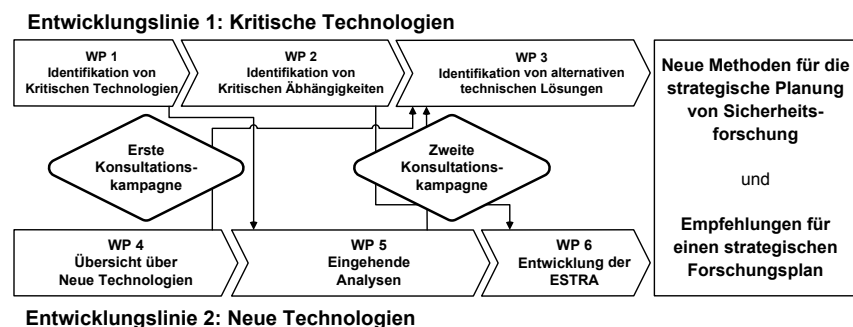 Entwicklungslinie 1: Kritische Technologien
WP 1
Identifikation von
Kritischen Technologien
WP 2
Identifikation von
Kritischen Äbhängigkeiten
WP 3
Identifikation von alternativen
technischen Lösungen
Erste
Konsultations-
kampagne
Zweite
Konsultations-
kampagne
WP 4
Übersicht über
Neue Technologien
WP 5
Eingehende
Analysen
WP 6
Entwicklung der
ESTRA
Entwicklungslinie 2: Neue Technologien
Neue Methoden für die
strategische Planung
von Sicherheits-
forschung
und
Empfehlungen für
einen strategischen
Forschungsplan